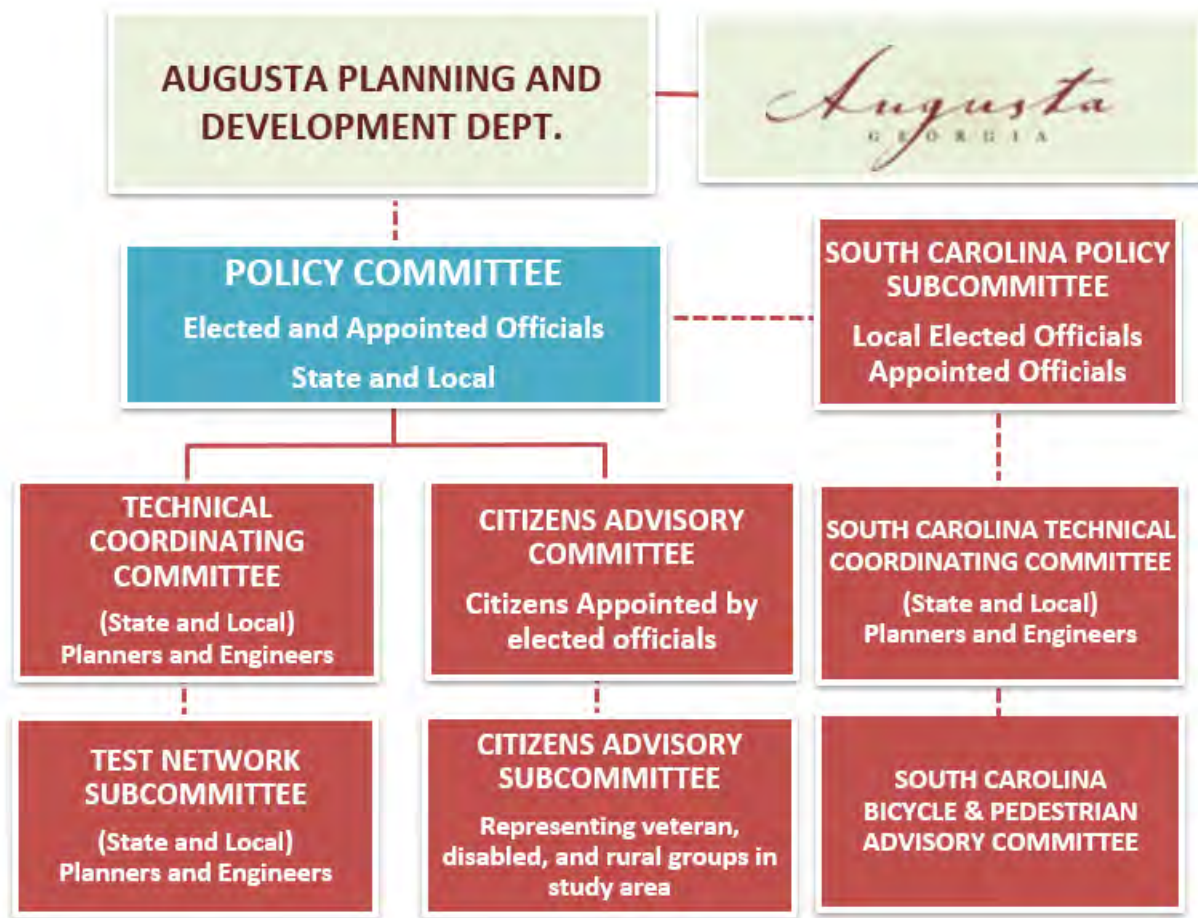 AUGUSTA PLANNING AND
DEVELOPMENT DEPT.
Augusta
GEORGIA
POLICY COMMITTEE
Elected and Appointed Officials
State and Local
SOUTH CAROLINA POLICY
SUBCOMMITTEE
Local Elected Officials
Appointed Officials
TECHNICAL
COORDINATING
COMMITTEE
(State and Local)
Planners and Engineers
CITIZENS ADVISORY
COMMITTEE
Citizens Appointed by
elected officials
SOUTH CAROLINA TECHNICAL
COORDINATING COMMITTEE
(State and Local)
Planners and Engineers
TEST NETWORK
SUBCOMMITTEE
(State and Local)
Planners and Engineers
CITIZENS ADVISORY
SUBCOMMITTEE
Representing veteran,
disabled, and rural groups in
study area
SOUTH CAROLINA
BICYCLE & PEDESTRIAN
ADVISORY COMMITTEE